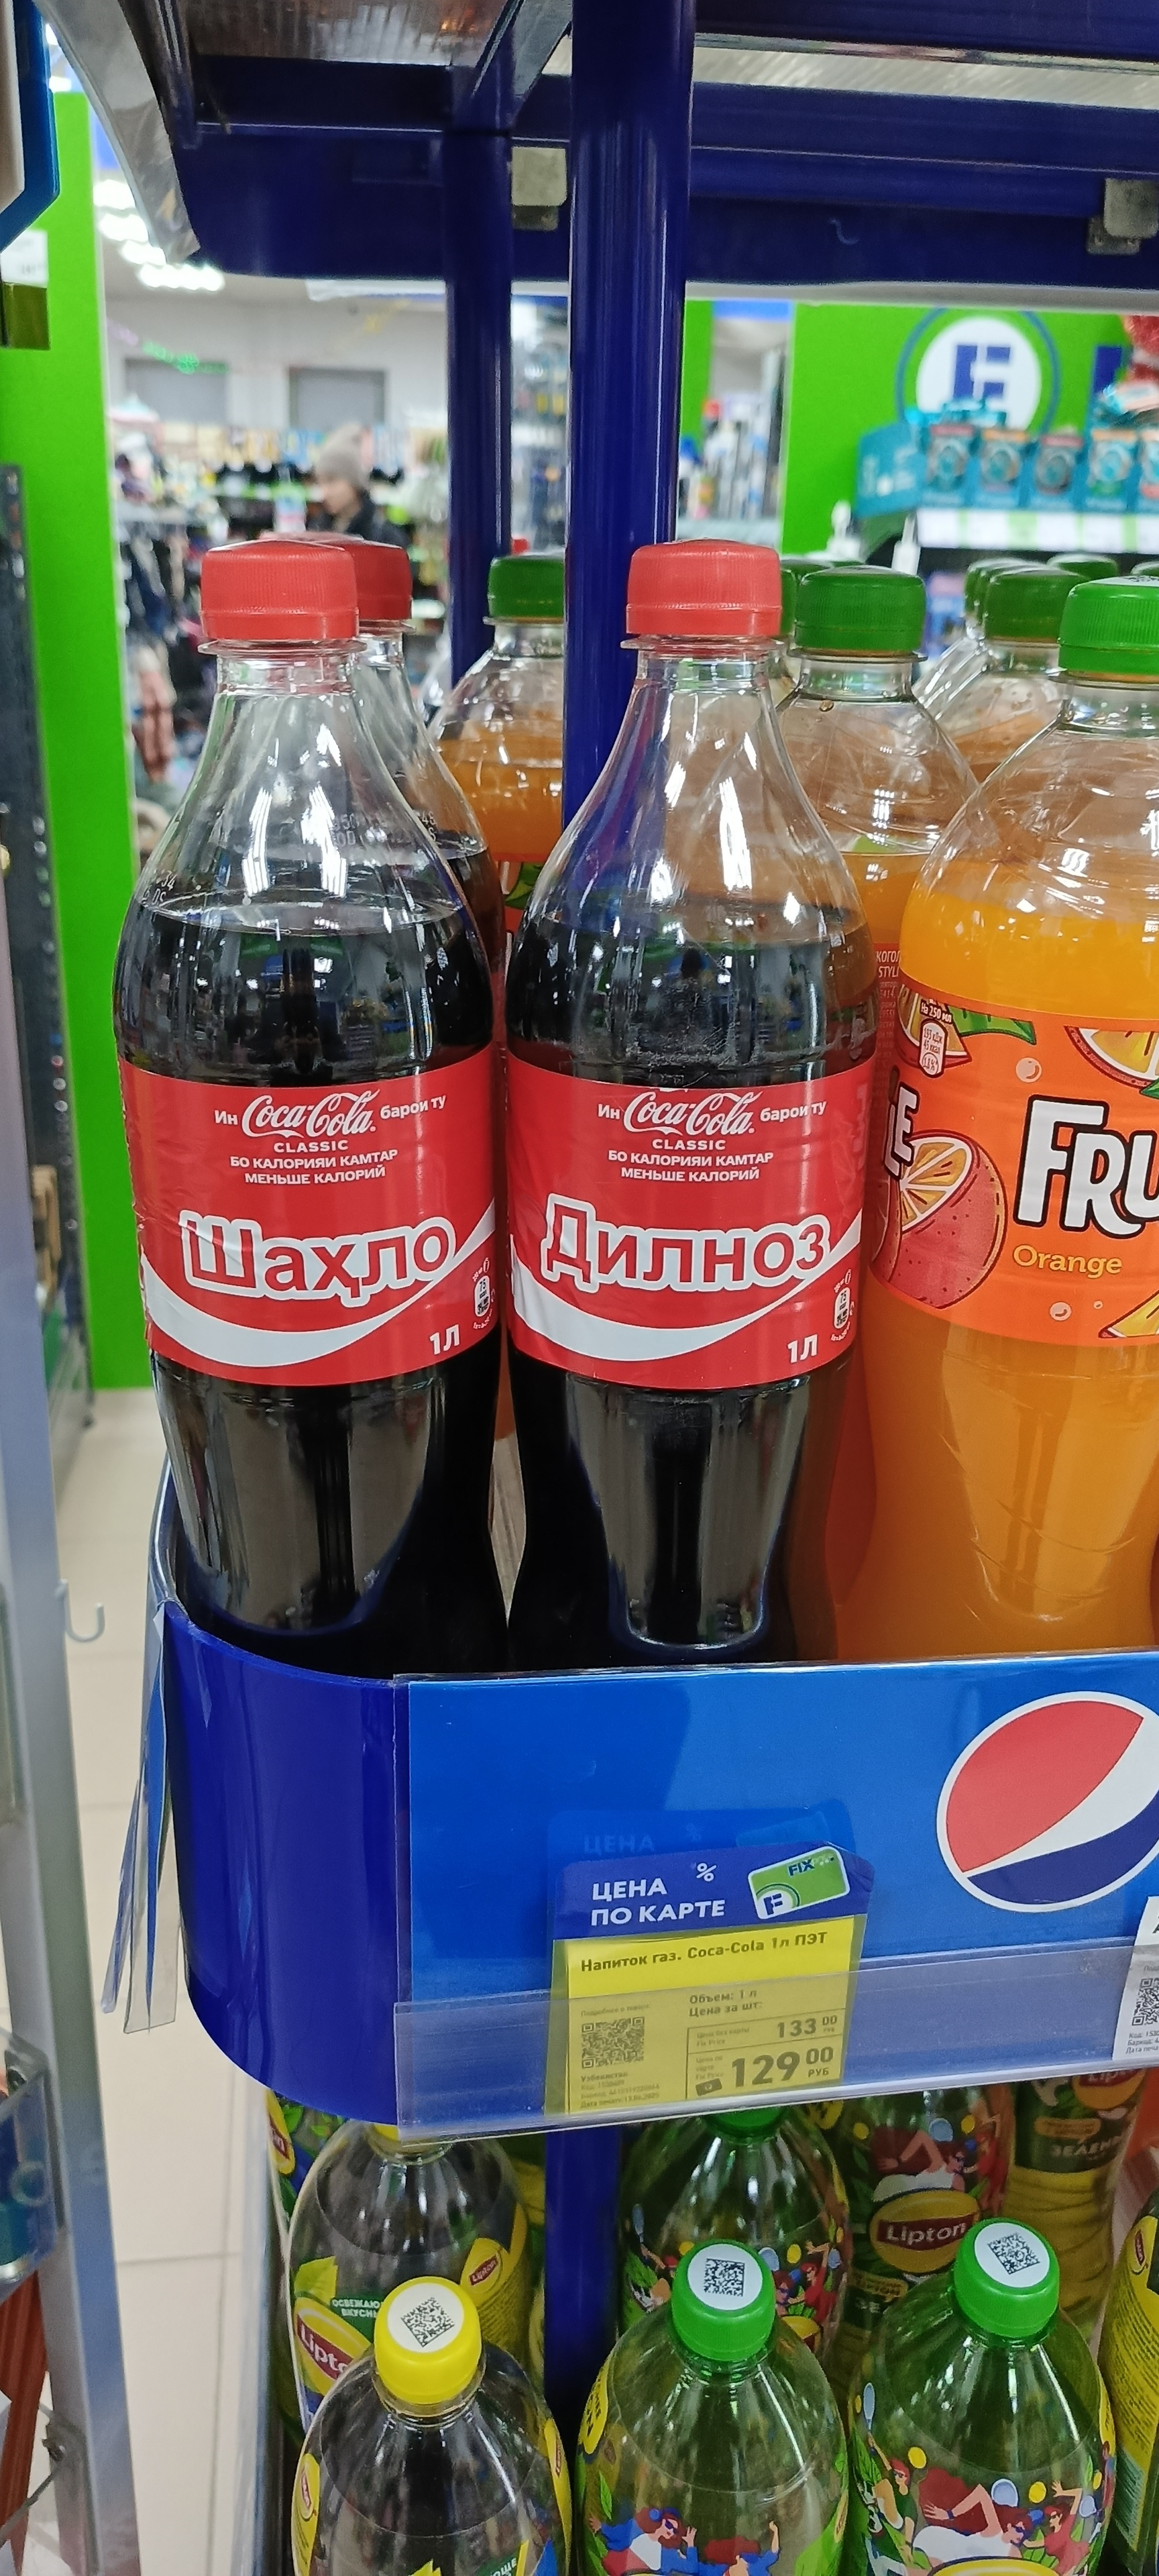 Ин Coca-Cola барои ту
CLASSIC
БО КАЛОРИЯИ КАМТАР
МЕНЬШЕ КАЛОРИЙ
Шаҳло
1Л
Ин Coca-Cola барои ту
CLASSIC
БО КАЛОРИЯИ КАМТАР
МЕНЬШЕ КАЛОРИЙ
Дилноз
1Л
FRU
Orange
ЦЕНА %
ПО КАРТЕ
FIX
Напиток газ. Coca-Cola 1л ПЭТ
Объем: 1 л
Цена за шт:
133 00
129 00
РУБ
Узбекистан
Lipton
Lipton